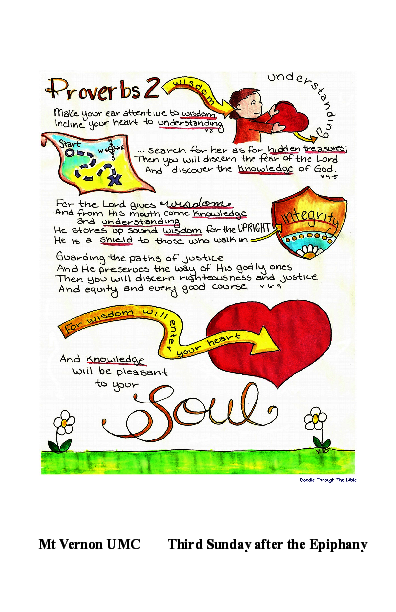 Proverbs 2
wisdom
understanding
Make your ear attentive to wisdom
Incline your heart to understanding
v2
Start
... search for her as for hidden treasures;
Then you will discern the fear of the Lord
And discover the knowledge of God.
v4-5
For the Lord gives wisdom
And from His mouth come knowledge
and understanding
He stores up sound wisdom for the UPRIGHT
He is a shield to those who walk in
integrity
Guarding the paths of justice
And He preserves the way of His godly ones
Then you will discern righteousness and justice
And equity and every good course v6-9
For wisdom will enter your heart
And knowledge
will be pleasant
to your
Soul
Doodle Through The Bible
Mt Vernon UMC Third Sunday after the Epiphany